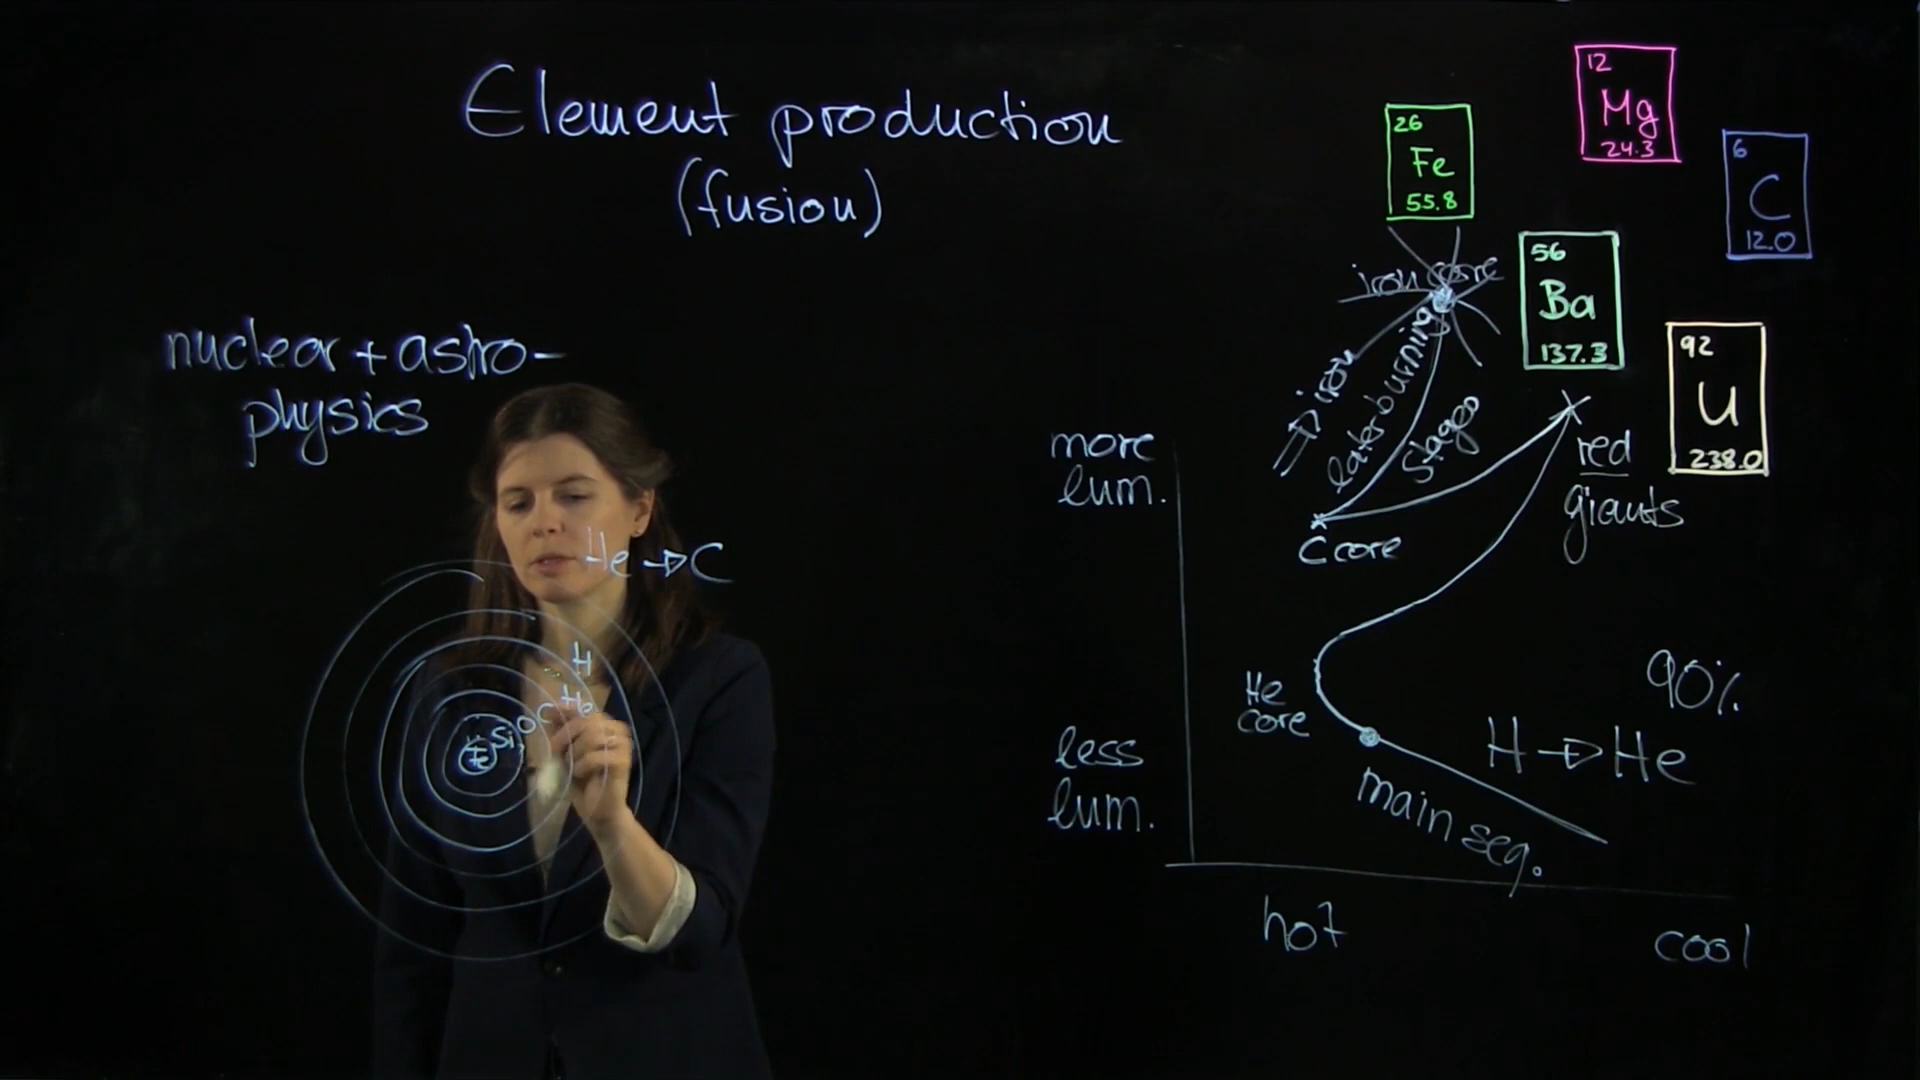 Element production
(fusion)
nuclear + astro-
physics
He → C
H
He
C
O
Si
Fe
26
Fe
55.8
12
Mg
24.3
6
C
12.0
56
Ba
137.3
92
U
238.0
iron core
⇒ iron
later burning
stages
C core
red
giants
more
lum.
He
core
90%
H → He
less
lum.
main seq.
hot
cool